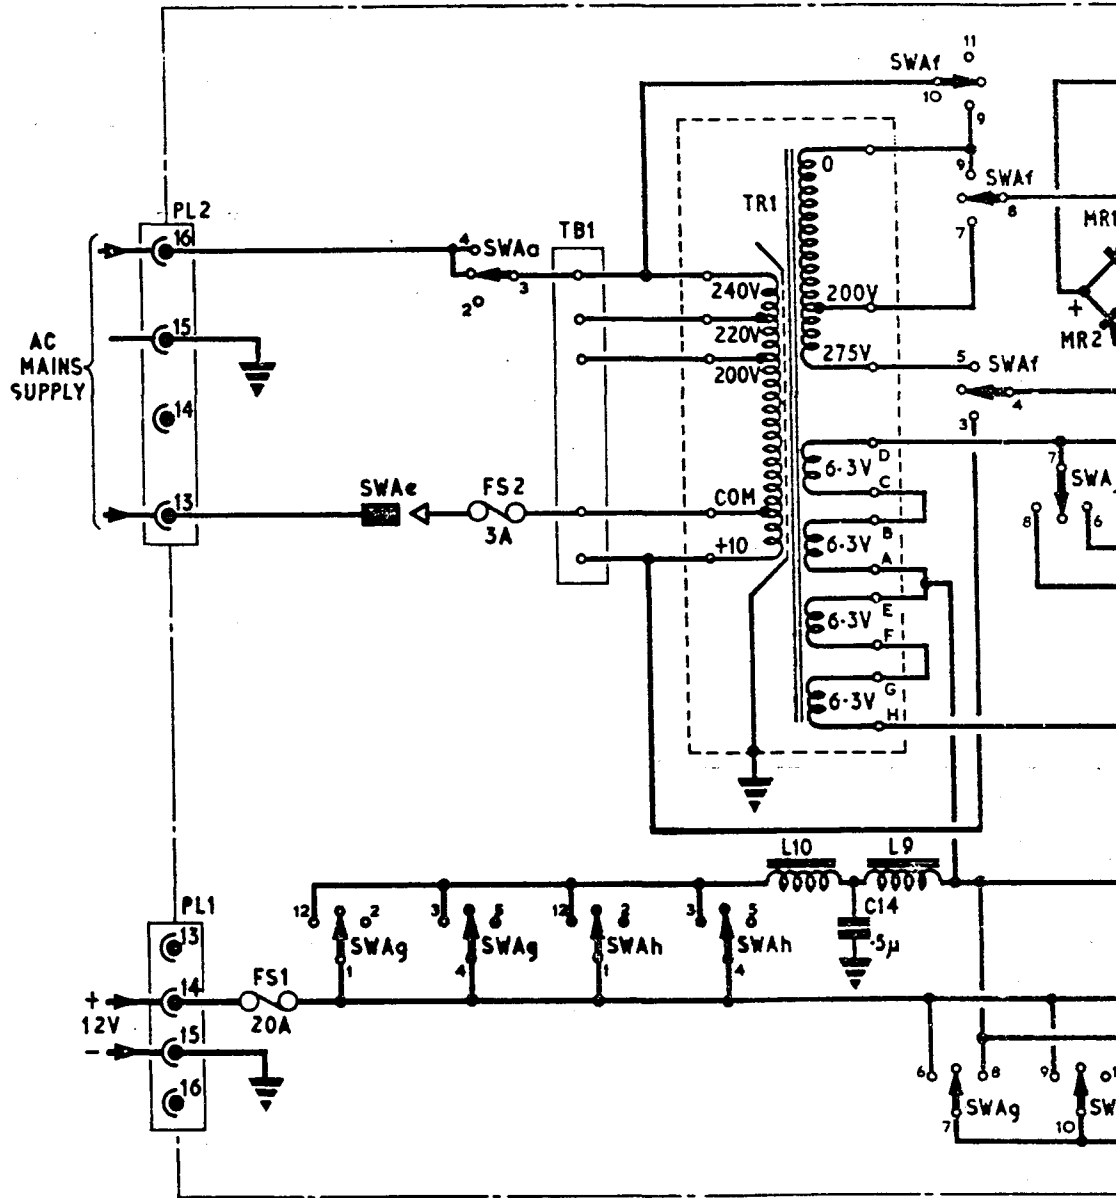 11
SWAf
10
9
0
9
SWAf
8
TR1
7
MR1
PL2
16
4
SWAa
3
2
TB1
240V
200V
+
220V
MR2
15
AC
MAINS
SUPPLY
200V
275V
5
SWAf
4
14
3
D
7
6·3V
SWA
C
13
SWAe
FS2
3A
COM
8
6
B
6·3V
+10
A
E
6·3V
F
G
6·3V
H
L10
L9
PL1
12
2
3
5
12
2
3
5
C14
·5μ
13
SWAg
SWAg
SWAh
SWAh
1
4
1
4
FS1
+
14
12V
20A
15
-
16
6
8
9
1
SWAg
SW
7
10